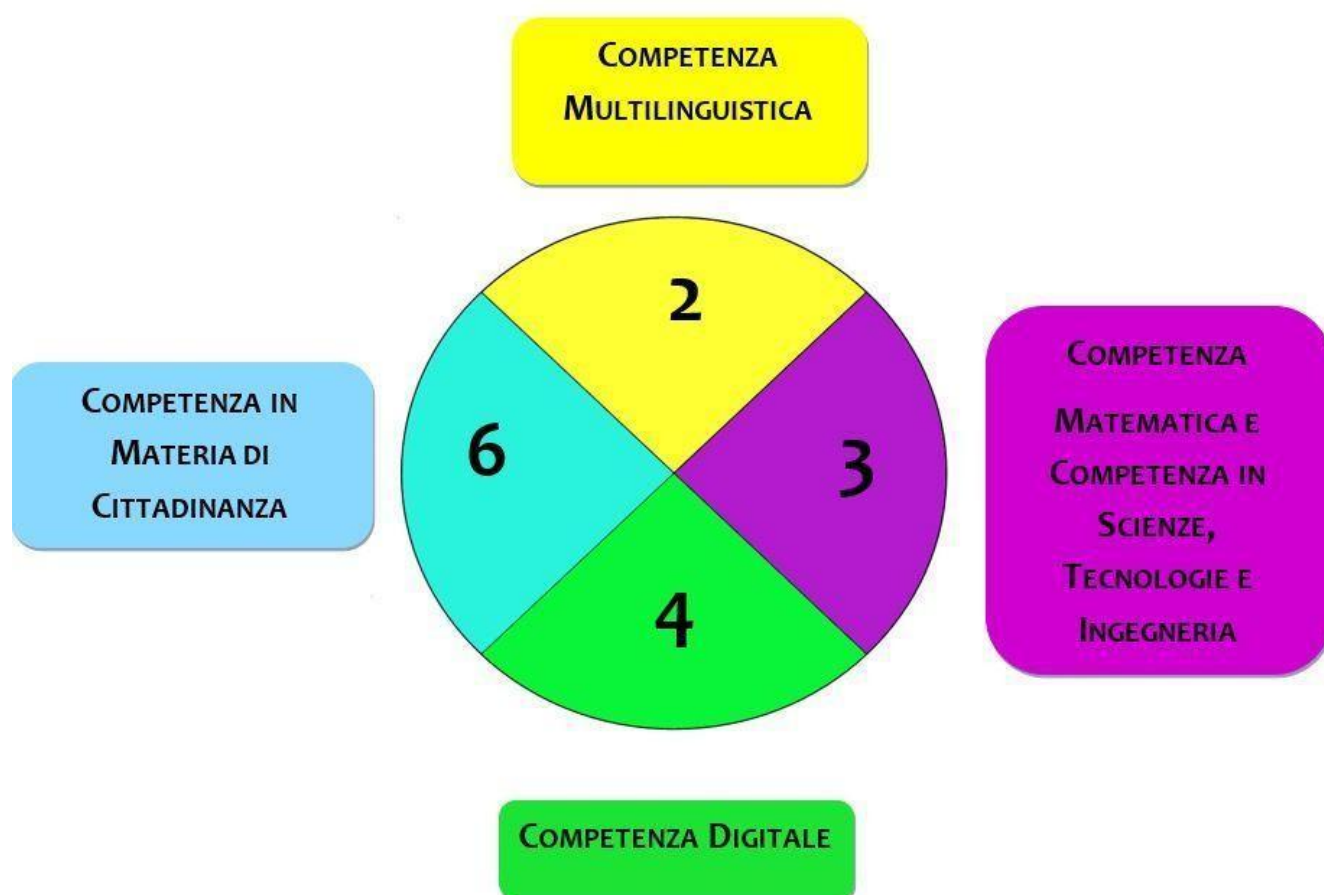 COMPETENZA
MULTILINGUISTICA
2
COMPETENZA IN
MATERIA DI
CITTADINANZA
6
3
COMPETENZA
MATEMATICA E
COMPETENZA IN
SCIENZE,
TECNOLOGIE E
INGEGNERIA
4
COMPETENZA DIGITALE